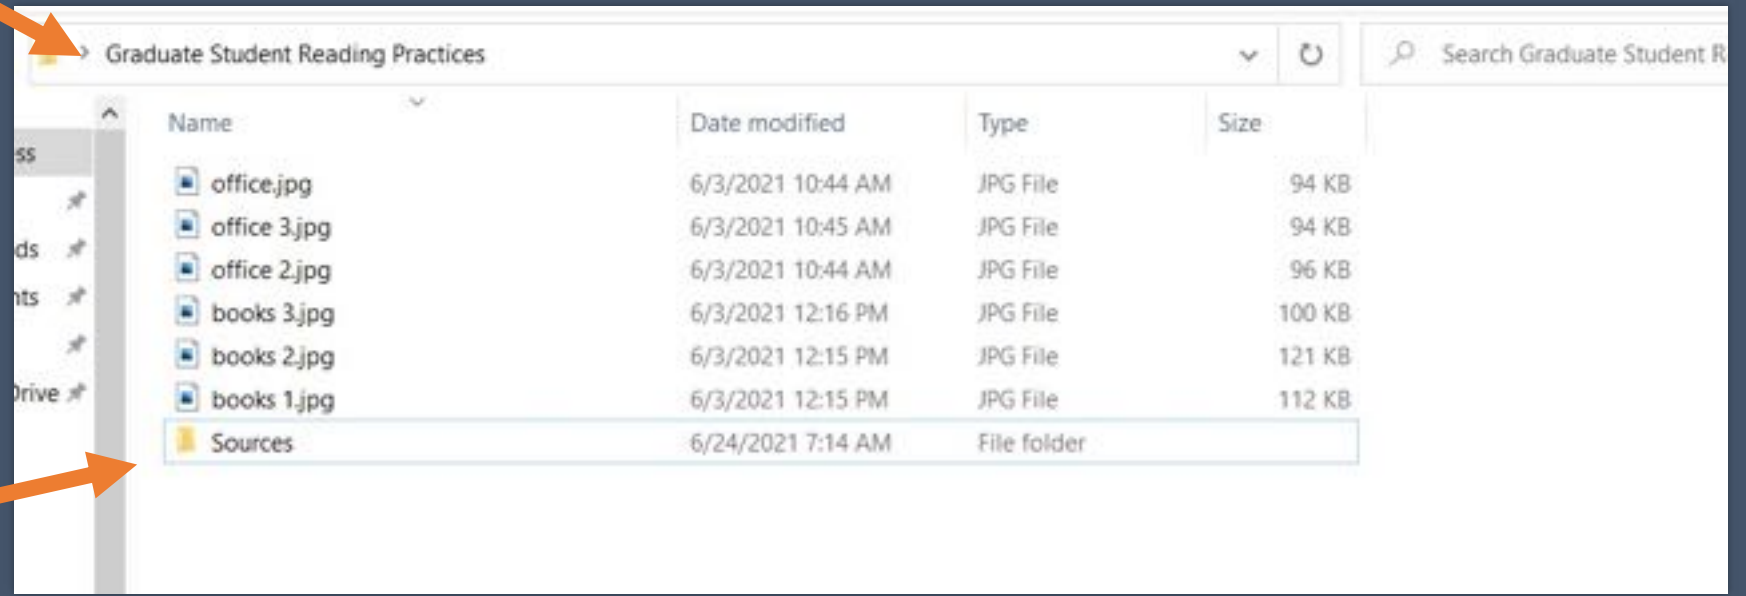 Graduate Student Reading Practices
Search Graduate Student R
Name Date modified Type Size
ss
office.jpg 6/3/2021 10:44 AM JPG File 94 KB
office 3.jpg 6/3/2021 10:45 AM JPG File 94 KB
ds
office 2.jpg 6/3/2021 10:44 AM JPG File 96 KB
nts
books 3.jpg 6/3/2021 12:16 PM JPG File 100 KB
books 2.jpg 6/3/2021 12:15 PM JPG File 121 KB
Drive
books 1.jpg 6/3/2021 12:15 PM JPG File 112 KB
Sources 6/24/2021 7:14 AM File folder